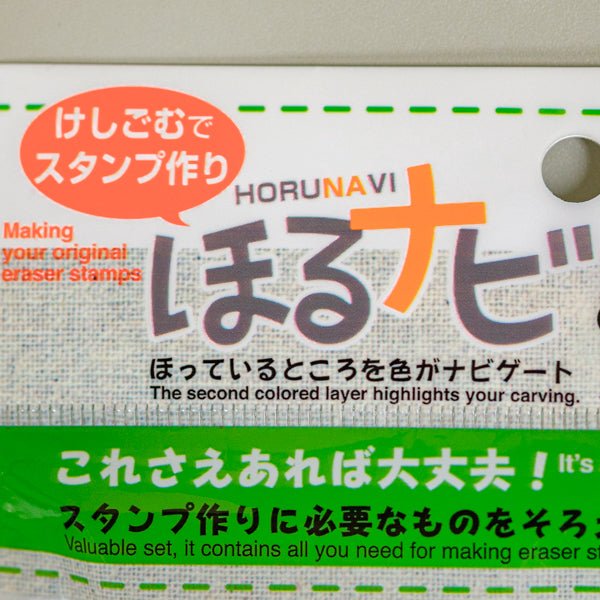 けしごむで
スタンプ作り
HORUNAVI
Making
your original
eraser stamps
ほるナビ
ほっているところを色がナビゲート
The second colored layer highlights your carving.
これさえあれば大丈夫! It's
スタンプ作りに必要なものをそろ
Valuable set, it contains all you need for making eraser